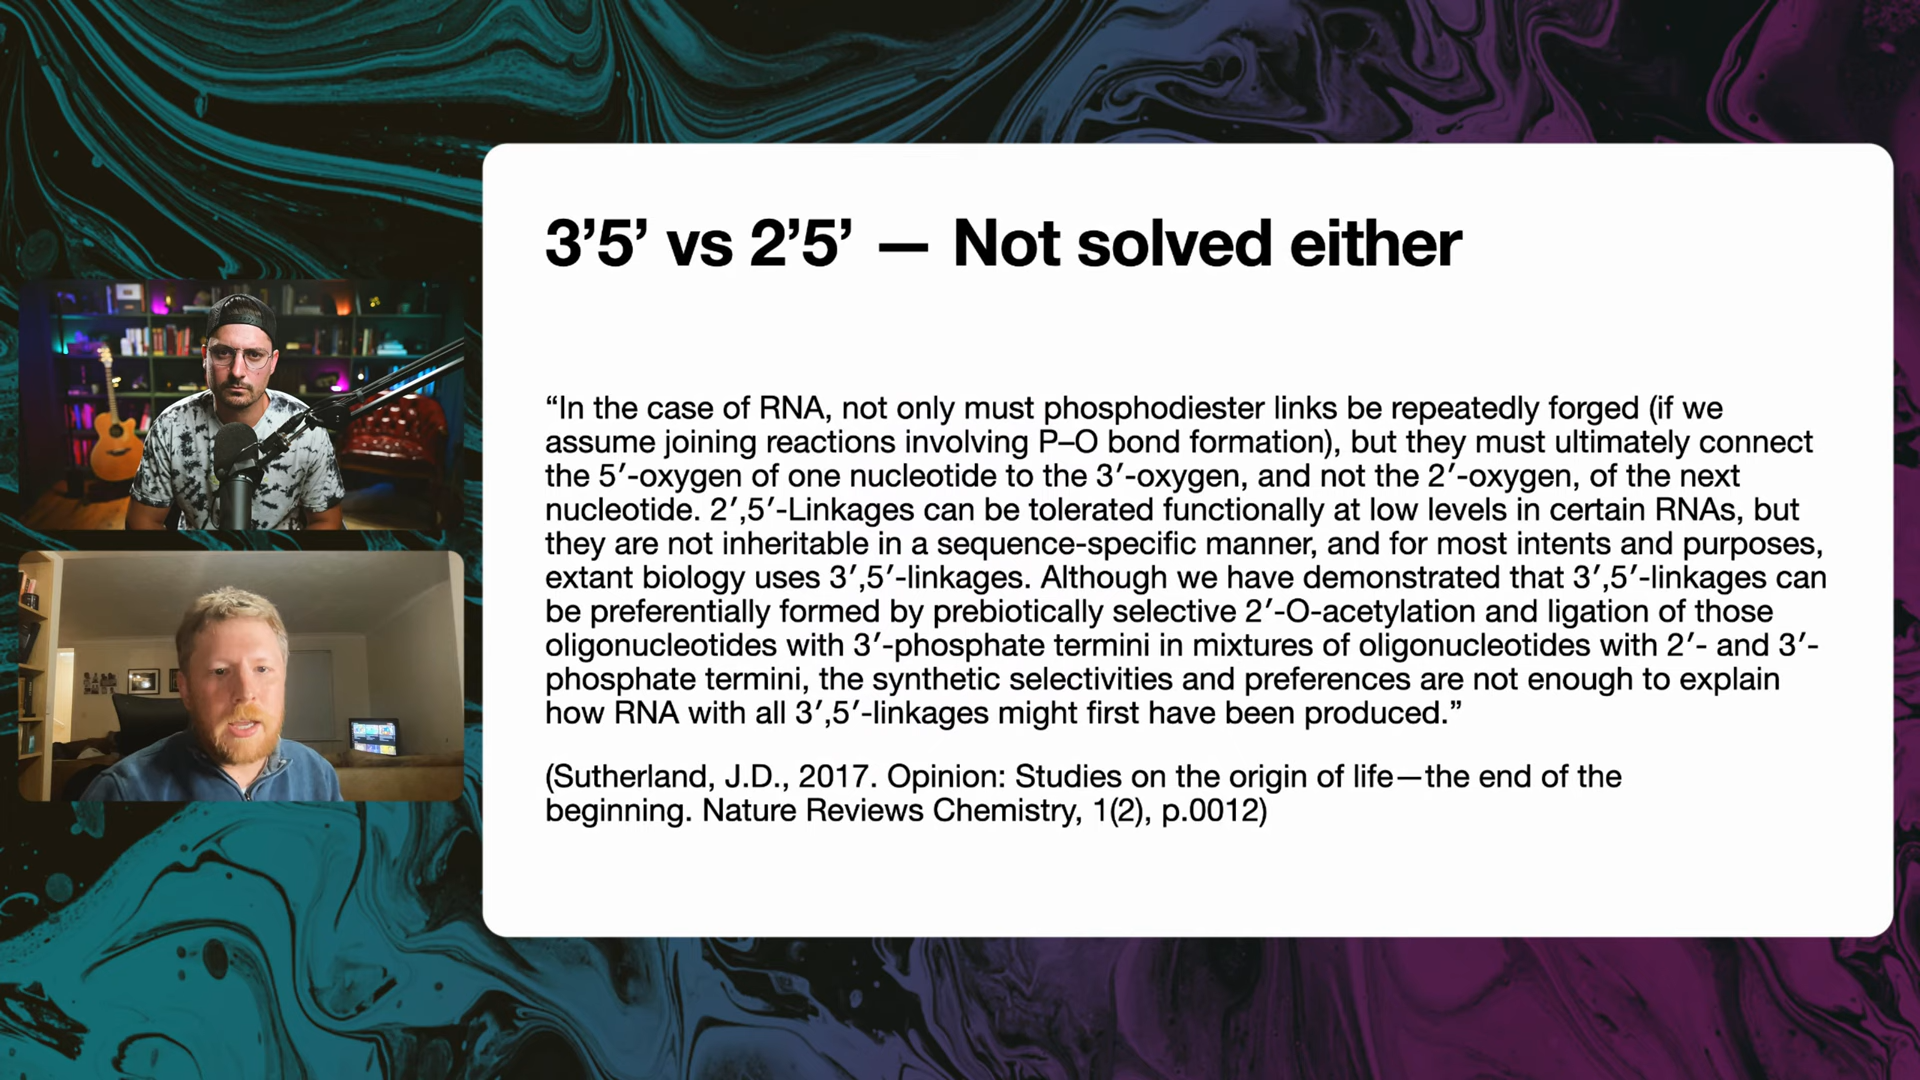 3’5’ vs 2’5’ — Not solved either
“In the case of RNA, not only must phosphodiester links be repeatedly forged (if we
assume joining reactions involving P–O bond formation), but they must ultimately connect
the 5′-oxygen of one nucleotide to the 3′-oxygen, and not the 2′-oxygen, of the next
nucleotide. 2′,5′-Linkages can be tolerated functionally at low levels in certain RNAs, but
they are not inheritable in a sequence-specific manner, and for most intents and purposes,
extant biology uses 3′,5′-linkages. Although we have demonstrated that 3′,5′-linkages can
be preferentially formed by prebiotically selective 2′-O-acetylation and ligation of those
oligonucleotides with 3′-phosphate termini in mixtures of oligonucleotides with 2′- and 3′-
phosphate termini, the synthetic selectivities and preferences are not enough to explain
how RNA with all 3′,5′-linkages might first have been produced.”
(Sutherland, J.D., 2017. Opinion: Studies on the origin of life—the end of the
beginning. Nature Reviews Chemistry, 1(2), p.0012)